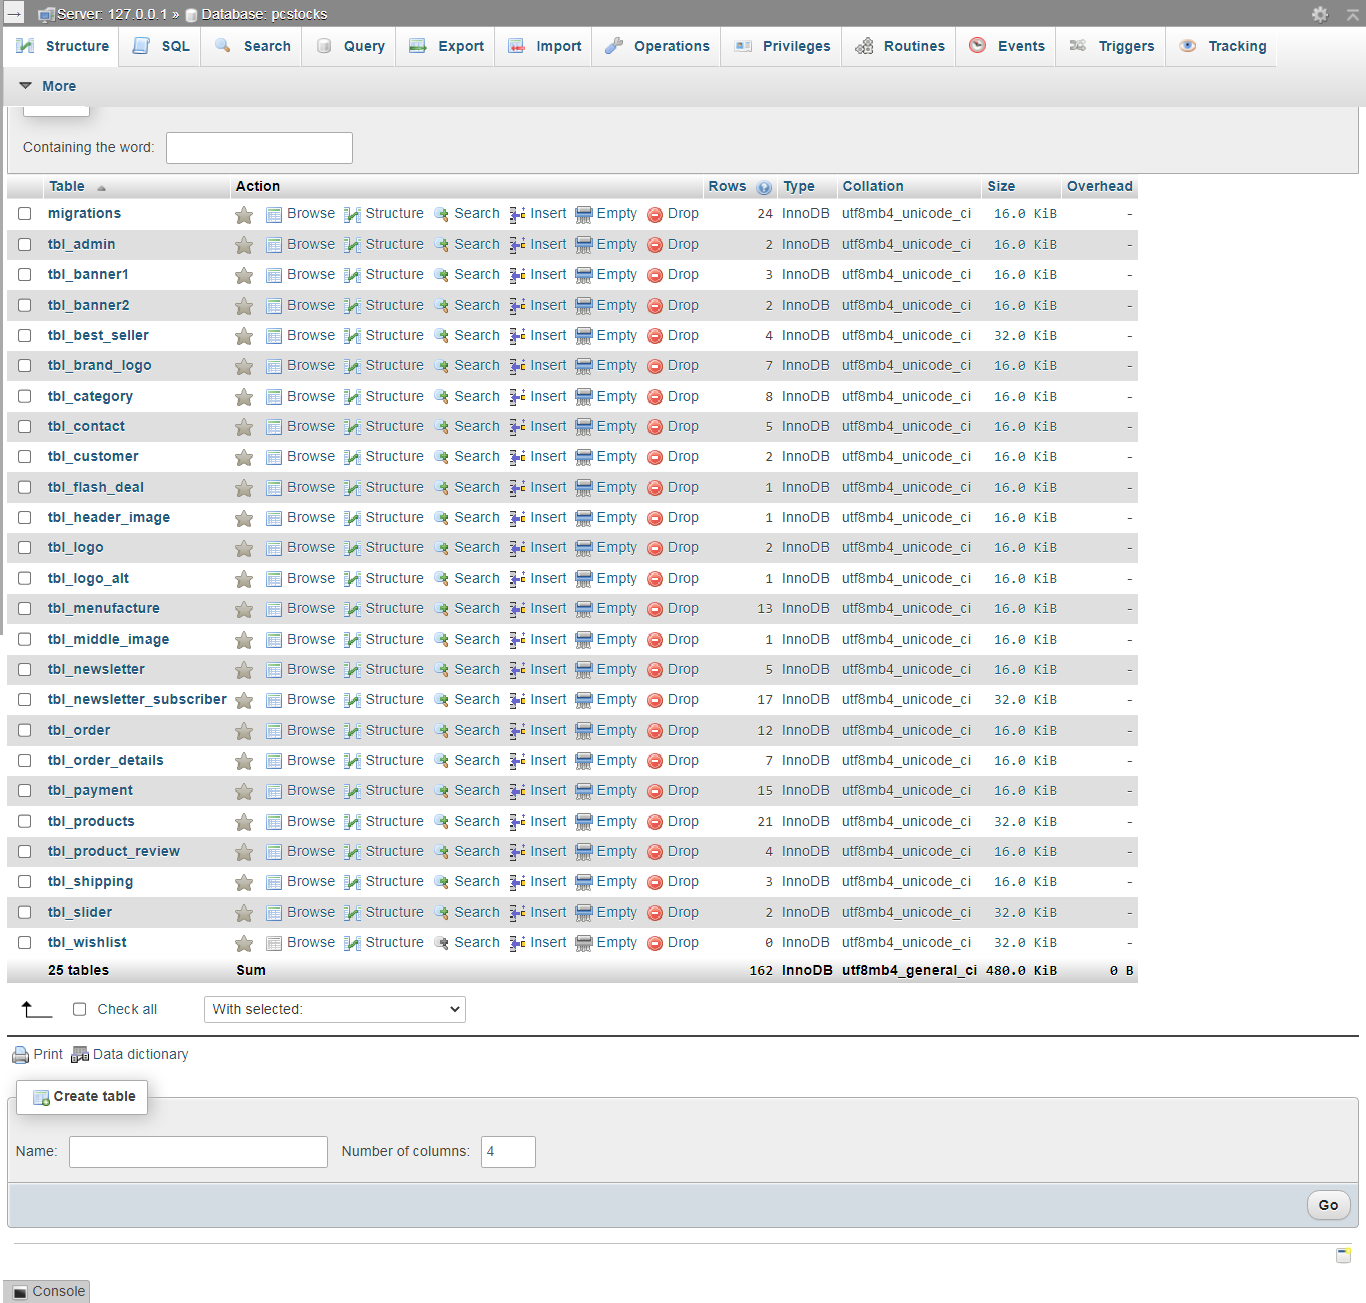 Server: 127.0.0.1 » Database: pcstocks
Structure SQL Search Query Export Import Operations Privileges Routines Events Triggers Tracking
More
Containing the word:
Table Action Rows Type Collation Size Overhead
migrations Browse Structure Search Insert Empty Drop 24 InnoDB utf8mb4_unicode_ci 16.0 KiB -
tbl_admin Browse Structure Search Insert Empty Drop 2 InnoDB utf8mb4_unicode_ci 16.0 KiB -
tbl_banner1 Browse Structure Search Insert Empty Drop 3 InnoDB utf8mb4_unicode_ci 16.0 KiB -
tbl_banner2 Browse Structure Search Insert Empty Drop 2 InnoDB utf8mb4_unicode_ci 16.0 KiB -
tbl_best_seller Browse Structure Search Insert Empty Drop 4 InnoDB utf8mb4_unicode_ci 32.0 KiB -
tbl_brand_logo Browse Structure Search Insert Empty Drop 7 InnoDB utf8mb4_unicode_ci 16.0 KiB -
tbl_category Browse Structure Search Insert Empty Drop 8 InnoDB utf8mb4_unicode_ci 16.0 KiB -
tbl_contact Browse Structure Search Insert Empty Drop 5 InnoDB utf8mb4_unicode_ci 16.0 KiB -
tbl_customer Browse Structure Search Insert Empty Drop 2 InnoDB utf8mb4_unicode_ci 16.0 KiB -
tbl_flash_deal Browse Structure Search Insert Empty Drop 1 InnoDB utf8mb4_unicode_ci 16.0 KiB -
tbl_header_image Browse Structure Search Insert Empty Drop 1 InnoDB utf8mb4_unicode_ci 16.0 KiB -
tbl_logo Browse Structure Search Insert Empty Drop 2 InnoDB utf8mb4_unicode_ci 16.0 KiB -
tbl_logo_alt Browse Structure Search Insert Empty Drop 1 InnoDB utf8mb4_unicode_ci 16.0 KiB -
tbl_menufacture Browse Structure Search Insert Empty Drop 13 InnoDB utf8mb4_unicode_ci 16.0 KiB -
tbl_middle_image Browse Structure Search Insert Empty Drop 1 InnoDB utf8mb4_unicode_ci 16.0 KiB -
tbl_newsletter Browse Structure Search Insert Empty Drop 5 InnoDB utf8mb4_unicode_ci 16.0 KiB -
tbl_newsletter_subscriber Browse Structure Search Insert Empty Drop 17 InnoDB utf8mb4_unicode_ci 32.0 KiB -
tbl_order Browse Structure Search Insert Empty Drop 12 InnoDB utf8mb4_unicode_ci 16.0 KiB -
tbl_order_details Browse Structure Search Insert Empty Drop 7 InnoDB utf8mb4_unicode_ci 16.0 KiB -
tbl_payment Browse Structure Search Insert Empty Drop 15 InnoDB utf8mb4_unicode_ci 16.0 KiB -
tbl_products Browse Structure Search Insert Empty Drop 21 InnoDB utf8mb4_unicode_ci 32.0 KiB -
tbl_product_review Browse Structure Search Insert Empty Drop 4 InnoDB utf8mb4_unicode_ci 16.0 KiB -
tbl_shipping Browse Structure Search Insert Empty Drop 3 InnoDB utf8mb4_unicode_ci 16.0 KiB -
tbl_slider Browse Structure Search Insert Empty Drop 2 InnoDB utf8mb4_unicode_ci 32.0 KiB -
tbl_wishlist Browse Structure Search Insert Empty Drop 0 InnoDB utf8mb4_unicode_ci 32.0 KiB -
25 tables Sum 162 InnoDB utf8mb4_general_ci 480.0 KiB 0 B
Check all With selected:
Print Data dictionary
Create table
Name: Number of columns: 4
Go
Console